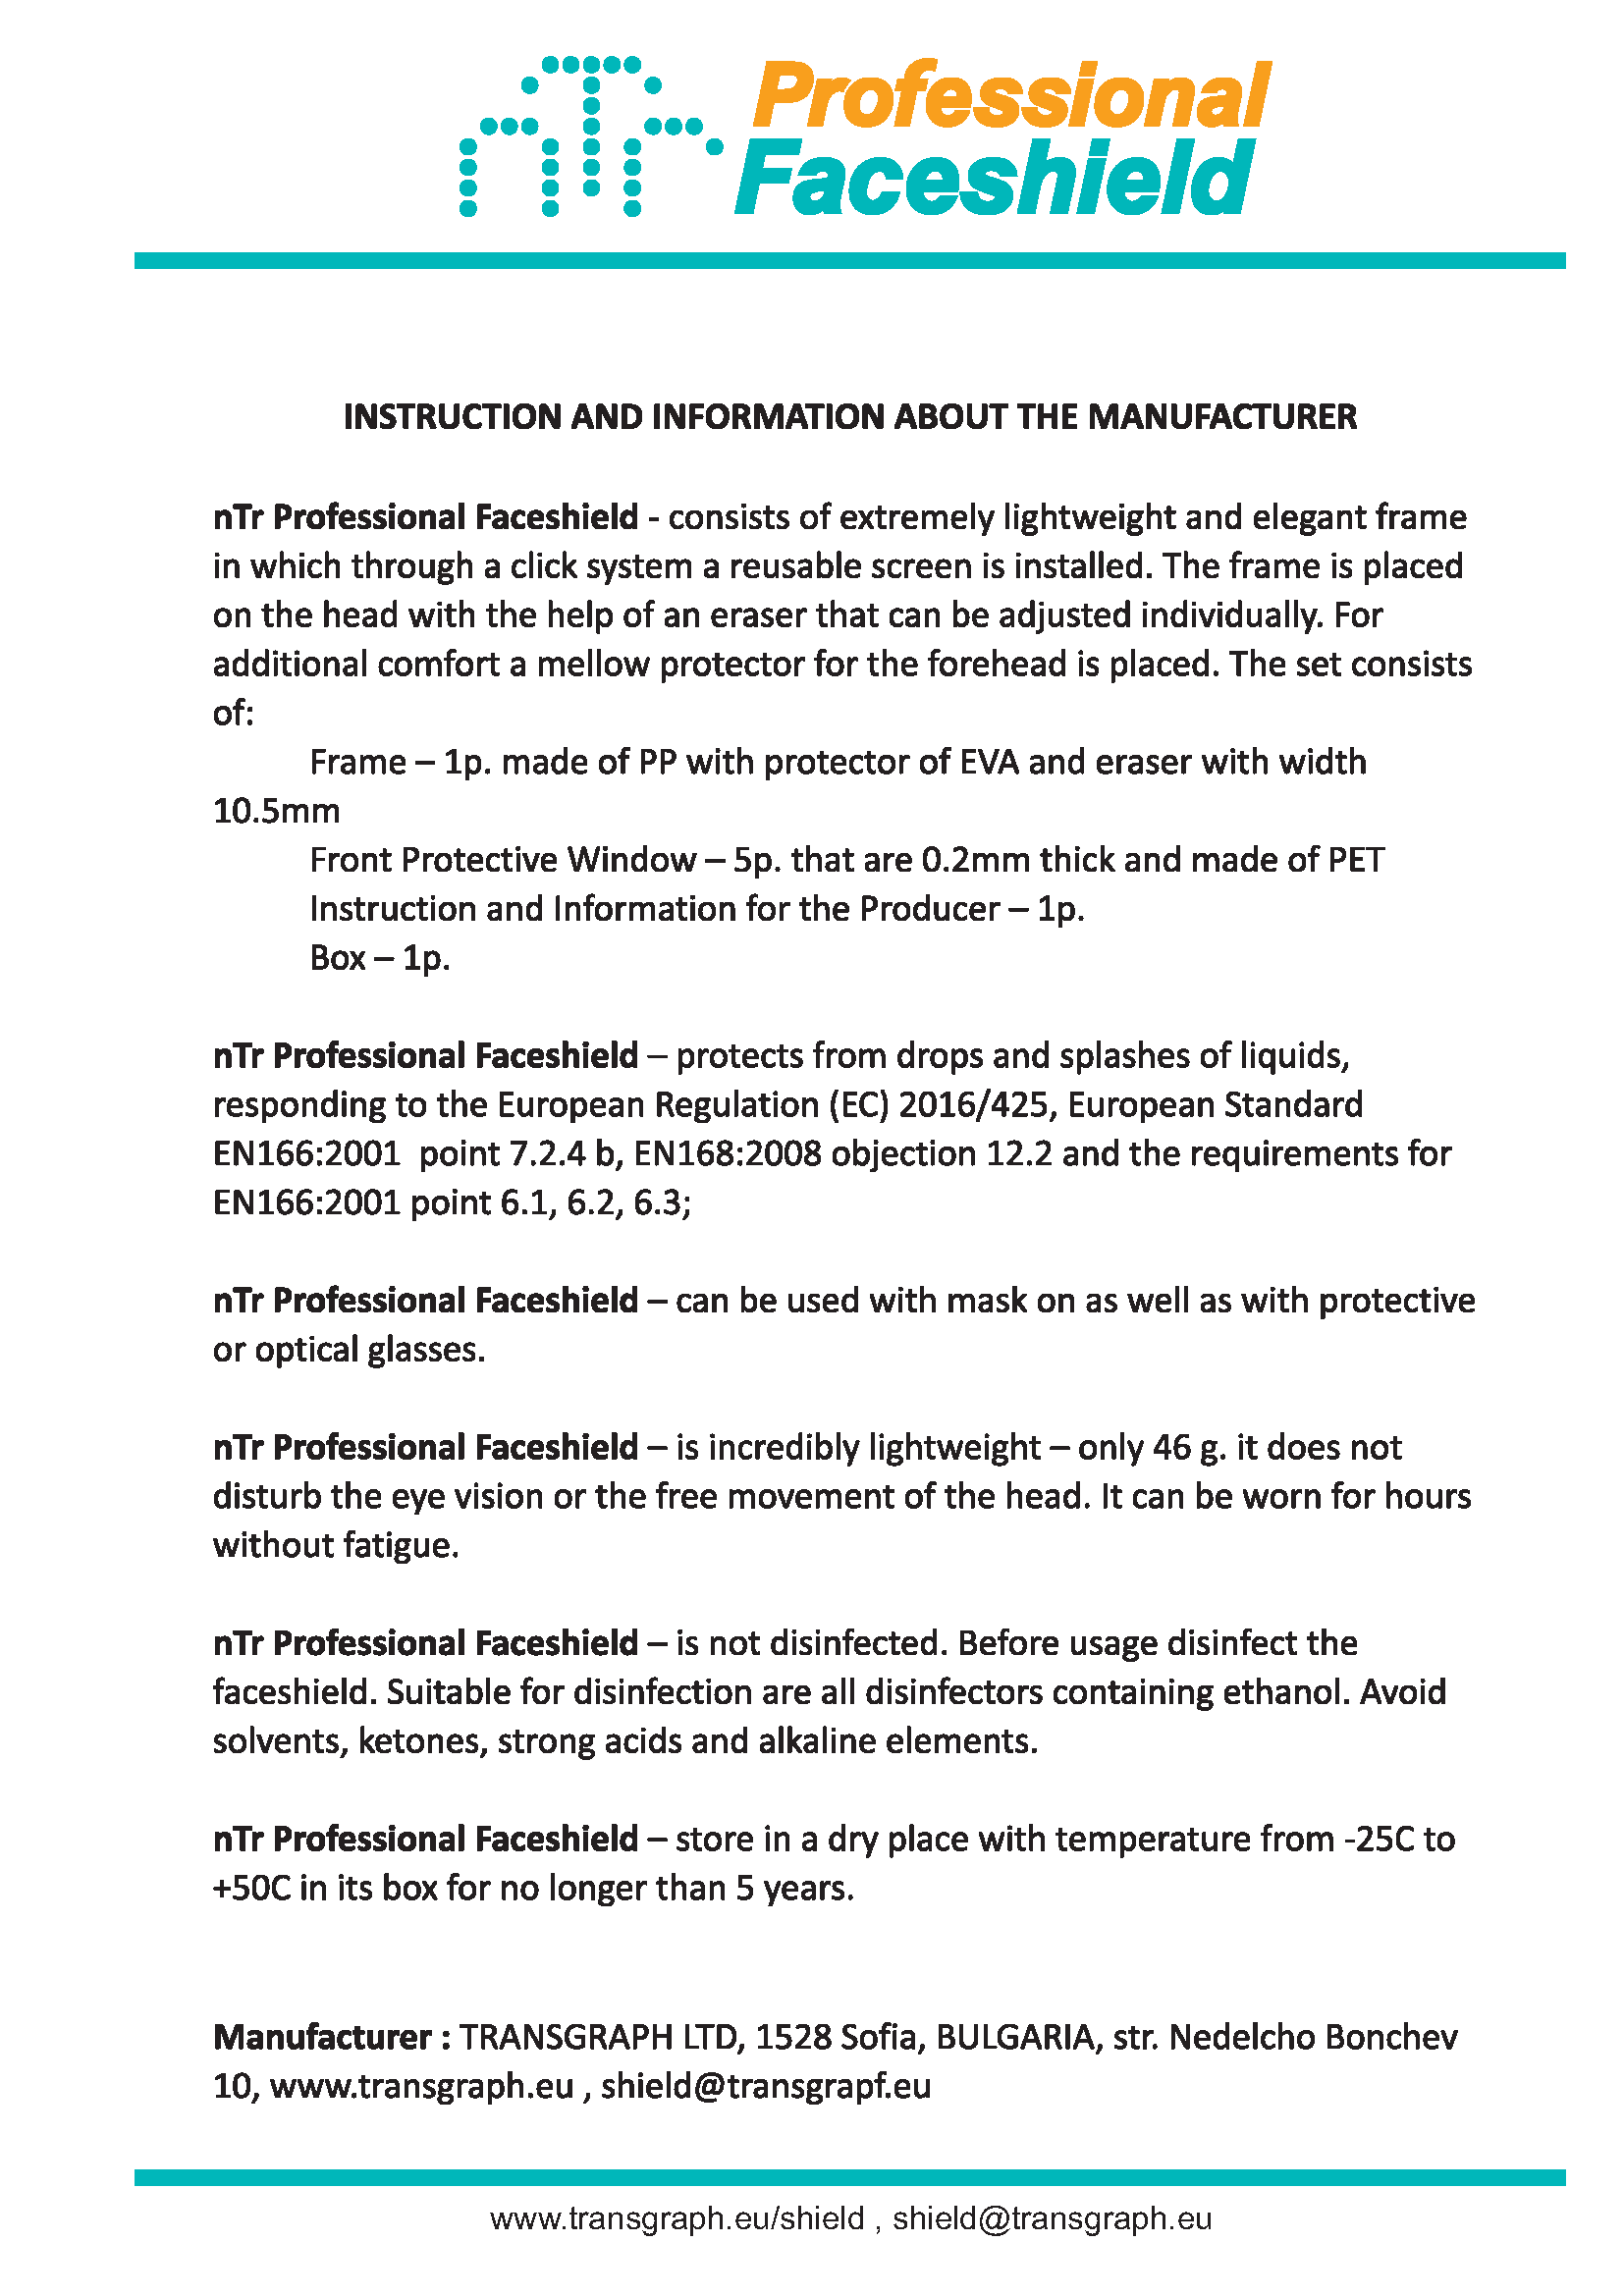 nTr Professional
Faceshield
INSTRUCTION AND INFORMATION ABOUT THE MANUFACTURER
nTr Professional Faceshield - consists of extremely lightweight and elegant frame
in which through a click system a reusable screen is installed. The frame is placed
on the head with the help of an eraser that can be adjusted individually. For
additional comfort a mellow protector for the forehead is placed. The set consists
of:
Frame – 1p. made of PP with protector of EVA and eraser with width
10.5mm
Front Protective Window – 5p. that are 0.2mm thick and made of PET
Instruction and Information for the Producer – 1p.
Box – 1p.
nTr Professional Faceshield – protects from drops and splashes of liquids,
responding to the European Regulation (EC) 2016/425, European Standard
EN166:2001  point 7.2.4 b, EN168:2008 objection 12.2 and the requirements for
EN166:2001 point 6.1, 6.2, 6.3;
nTr Professional Faceshield – can be used with mask on as well as with protective
or optical glasses.
nTr Professional Faceshield – is incredibly lightweight – only 46 g. it does not
disturb the eye vision or the free movement of the head. It can be worn for hours
without fatigue.
nTr Professional Faceshield – is not disinfected. Before usage disinfect the
faceshield. Suitable for disinfection are all disinfectors containing ethanol. Avoid
solvents, ketones, strong acids and alkaline elements.
nTr Professional Faceshield – store in a dry place with temperature from -25C to
+50C in its box for no longer than 5 years.
Manufacturer : TRANSGRAPH LTD, 1528 Sofia, BULGARIA, str. Nedelcho Bonchev
10, www.transgraph.eu , shield@transgrapf.eu
www.transgraph.eu/shield , shield@transgraph.eu